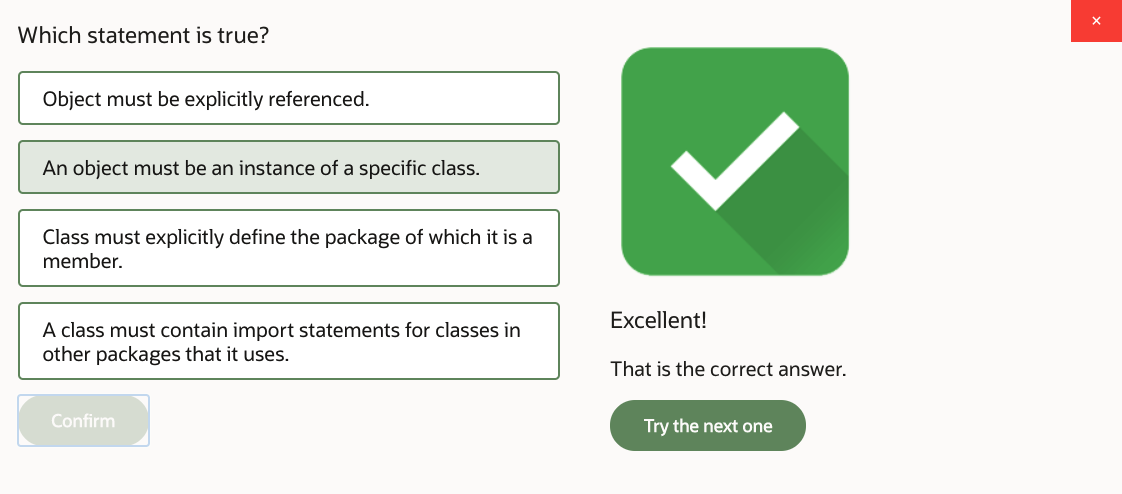 Which statement is true?
Object must be explicitly referenced.
An object must be an instance of a specific class.
Class must explicitly define the package of which it is a
member.
A class must contain import statements for classes in
other packages that it uses.
Confirm
×
Excellent!
That is the correct answer.
Try the next one